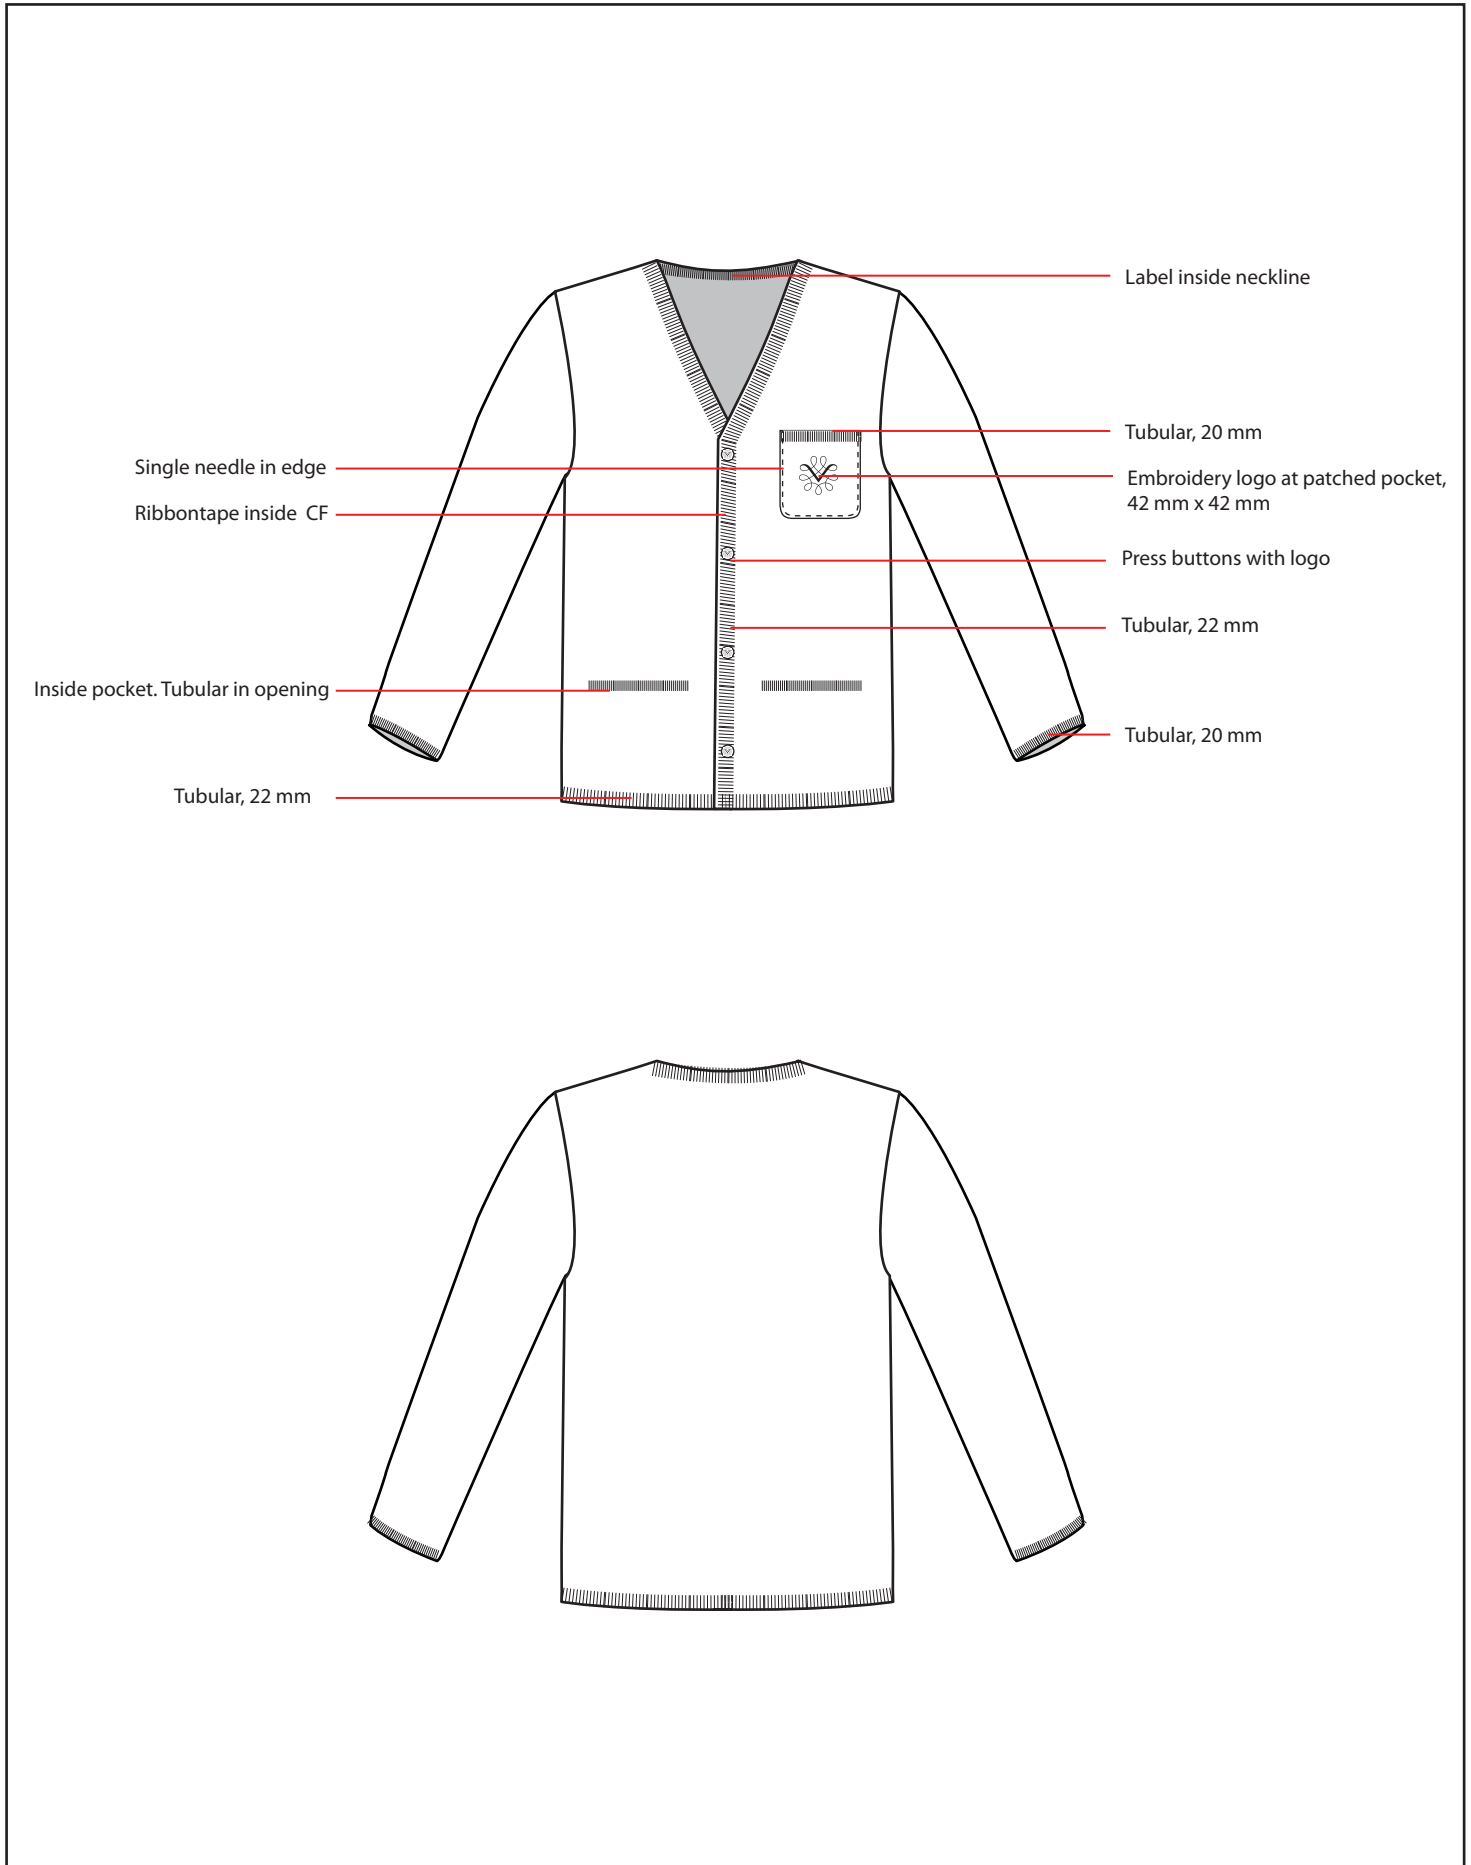 Label inside neckline
Tubular, 20 mm
Single needle in edge
Embroidery logo at patched pocket,
42 mm x 42 mm
Ribbontape inside CF
Press buttons with logo
Tubular, 22 mm
Inside pocket. Tubular in opening
Tubular, 20 mm
Tubular, 22 mm